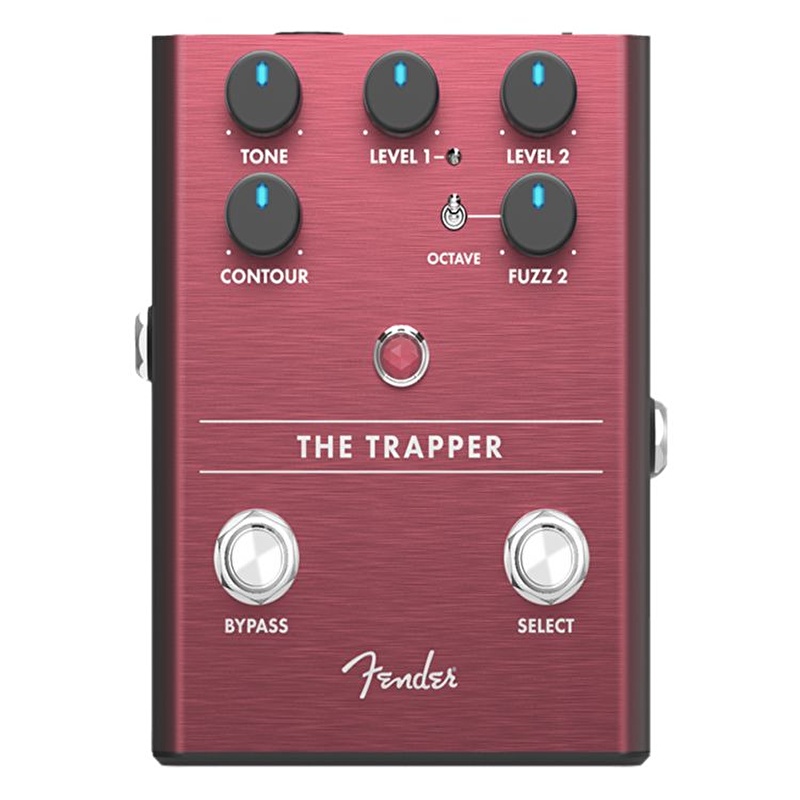 TONE LEVEL 1 LEVEL 2
OCTAVE
CONTOUR FUZZ 2
THE TRAPPER
BYPASS SELECT
Fender